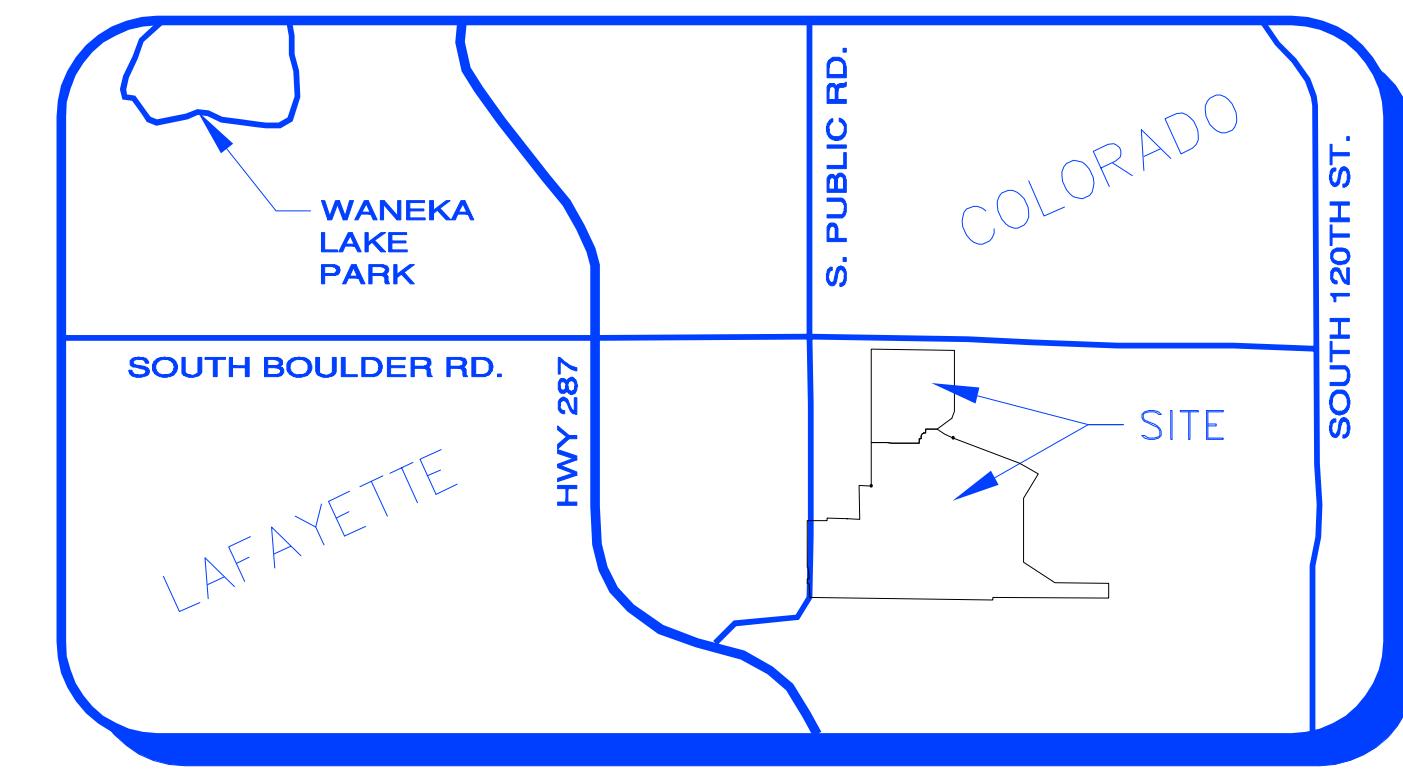 WANEKA
LAKE
PARK
S. PUBLIC RD.
COLORADO
SOUTH 120TH ST.
SOUTH BOULDER RD.
HWY 287
SITE
LAFAYETTE